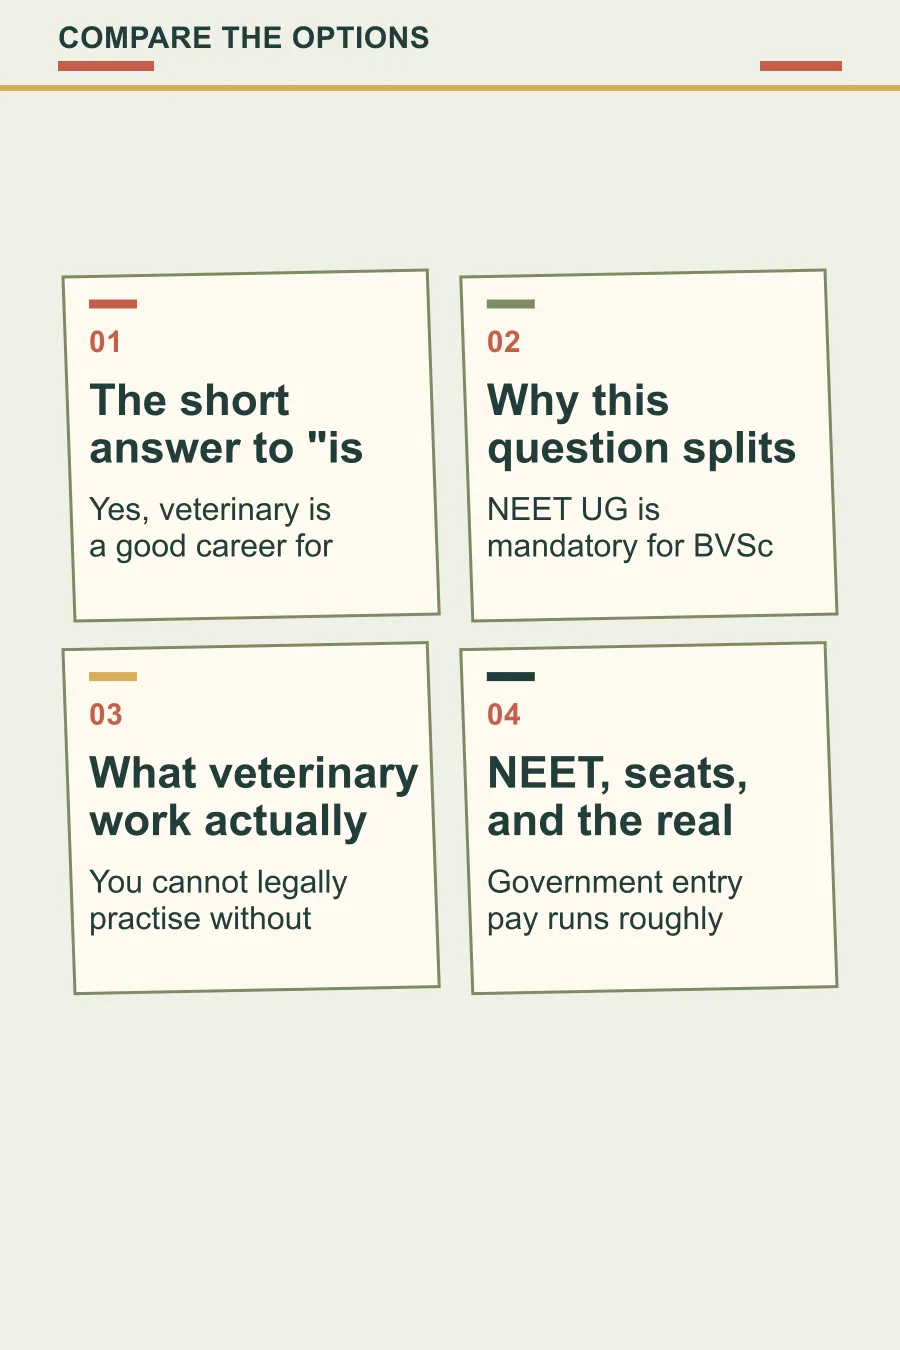 COMPARE THE OPTIONS
01
The short
answer to "is
Yes, veterinary is
a good career for
02
Why this
question splits
NEET UG is
mandatory for BVSc
03
What veterinary
work actually
You cannot legally
practise without
04
NEET, seats,
and the real
Government entry
pay runs roughly